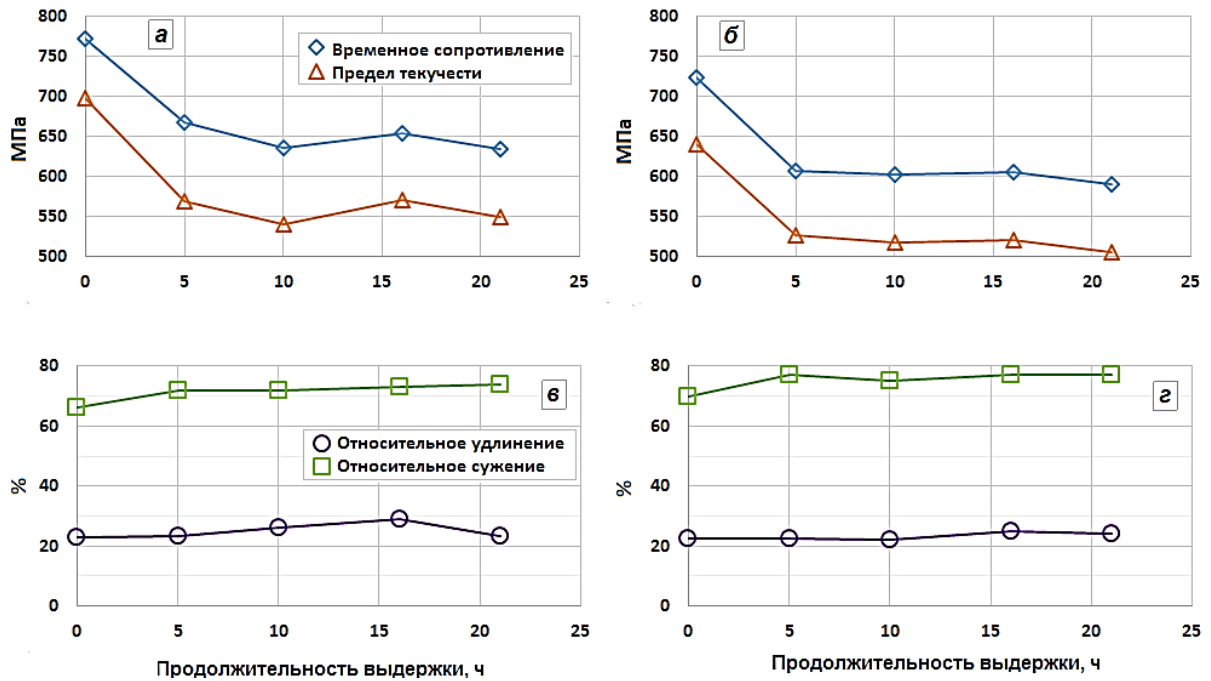 800
750
700
650
600
550
500
МПа
а
Временное сопротивление
Предел текучести
0 5 10 15 20 25
800
750
700
650
600
550
500
МПа
б
0 5 10 15 20 25
80
60
40
20
0
%
в
Относительное удлинение
Относительное сужение
0 5 10 15 20 25
Продолжительность выдержки, ч
80
60
40
20
0
%
г
0 5 10 15 20 25
Продолжительность выдержки, ч